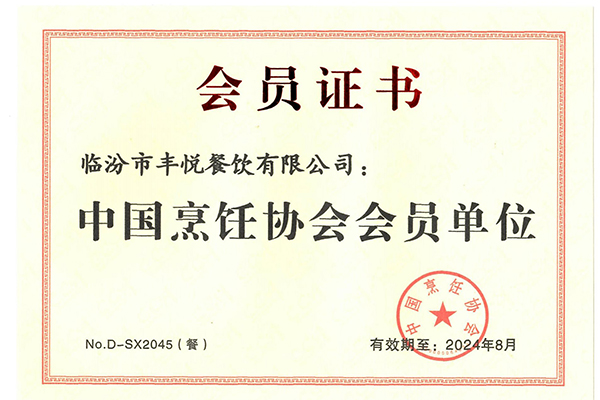 会员证书
临汾市丰悦餐饮有限公司：
中国烹饪协会会员单位
中国烹饪协会
No.D-SX2045（餐）
有效期至：2024年8月